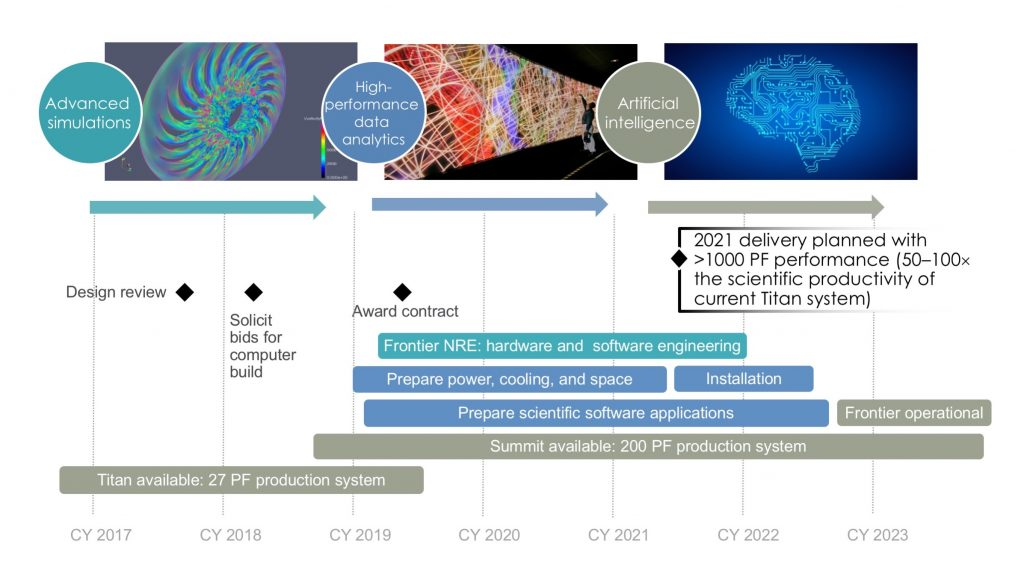 Advanced
simulations
High-
performance
data
analytics
Artificial
intelligence
2021 delivery planned with
>1000 PF performance (50–100×
the scientific productivity of
current Titan system)
Design review
Solicit
bids for
computer
build
Award contract
Frontier NRE: hardware and software engineering
Prepare power, cooling, and space
Installation
Prepare scientific software applications
Frontier operational
Summit available: 200 PF production system
Titan available: 27 PF production system
CY 2017
CY 2018
CY 2019
CY 2020
CY 2021
CY 2022
CY 2023